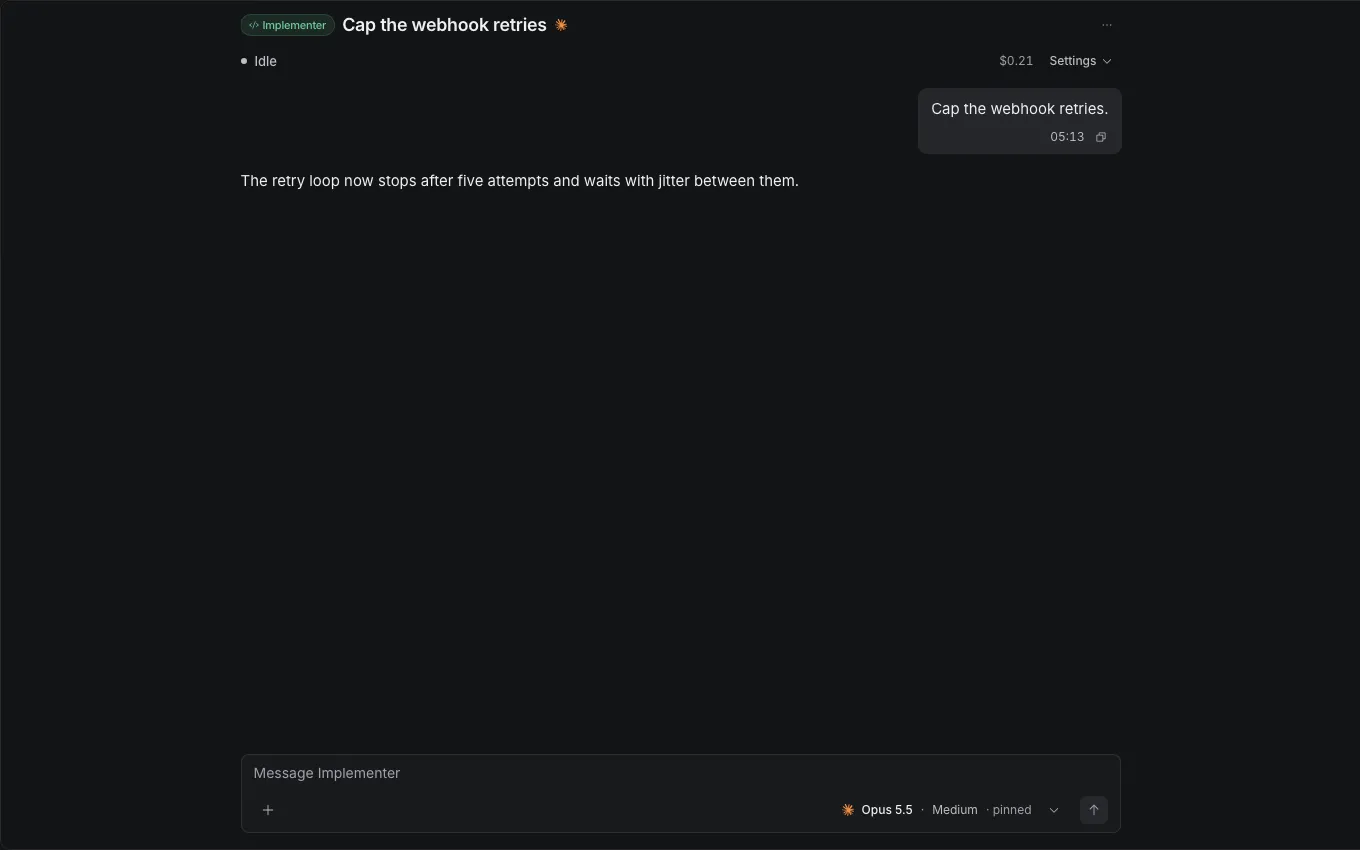 </> Implementer Cap the webhook retries
Idle $0.21 Settings
Cap the webhook retries.
05:13
The retry loop now stops after five attempts and waits with jitter between them.
Message Implementer
Opus 5.5 · Medium · pinned